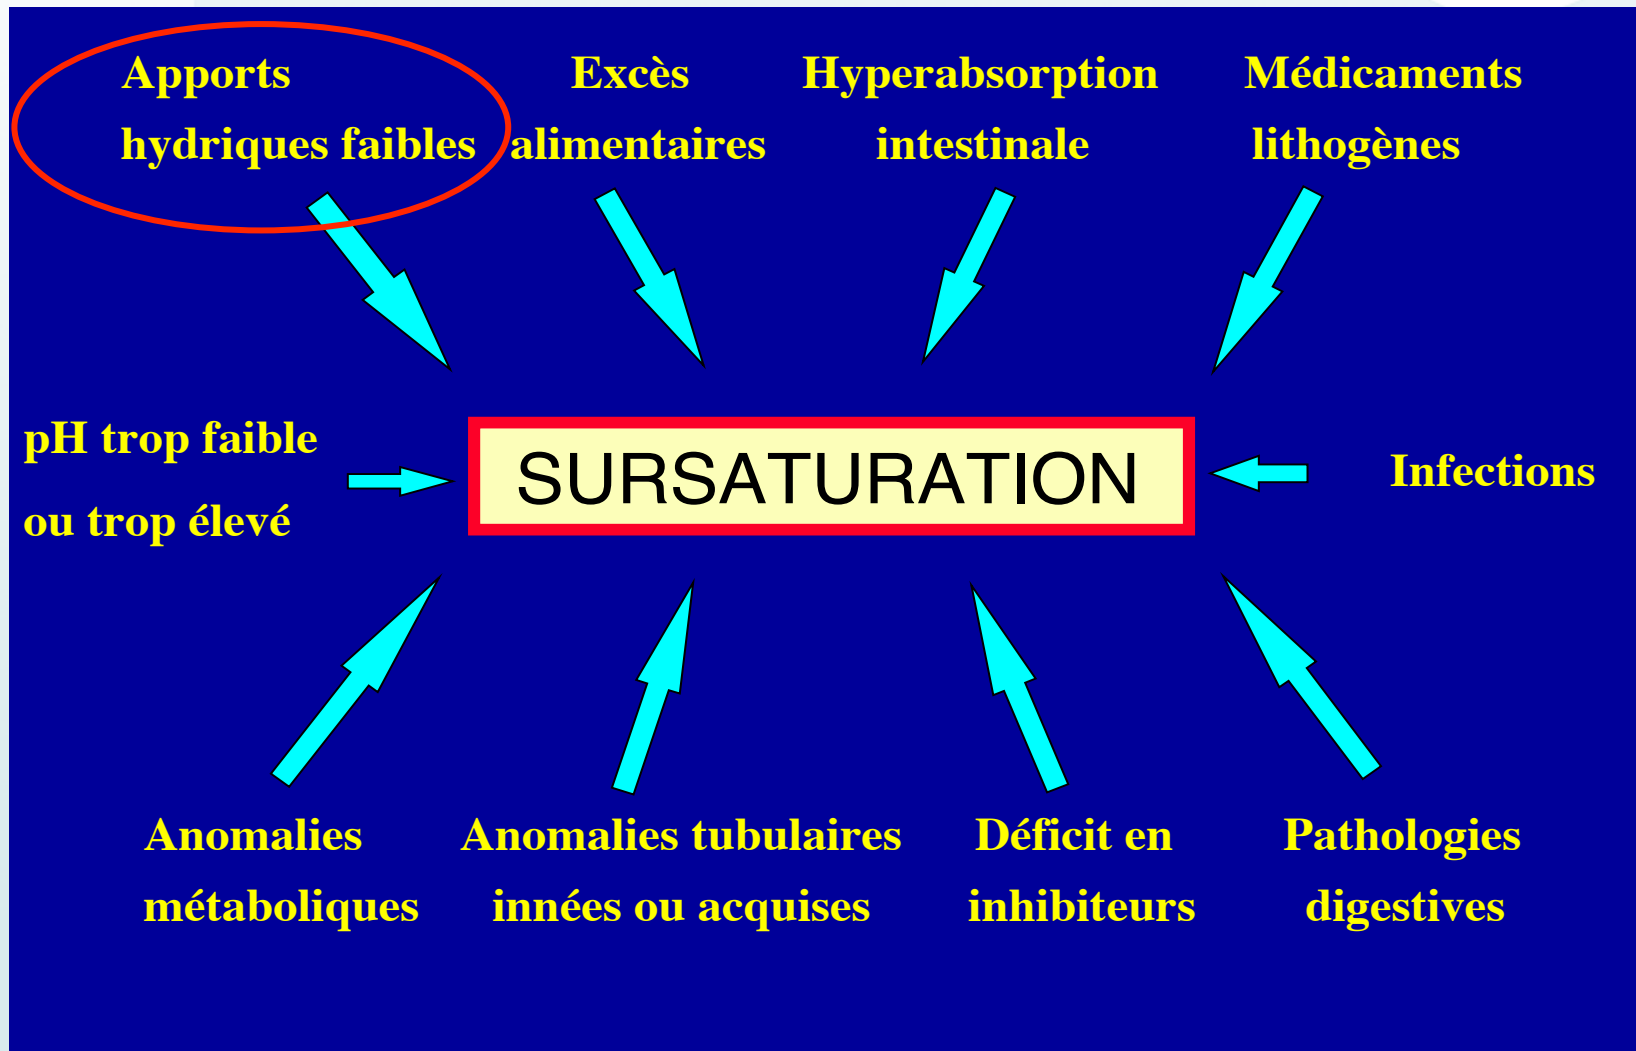 Apports
hydriques faibles
Excès
alimentaires
Hyperabsorption
intestinale
Médicaments
lithogènes
pH trop faible
ou trop élevé
SURSATURATION
Infections
Anomalies
métaboliques
Anomalies tubulaires
innées ou acquises
Déficit en
inhibiteurs
Pathologies
digestives